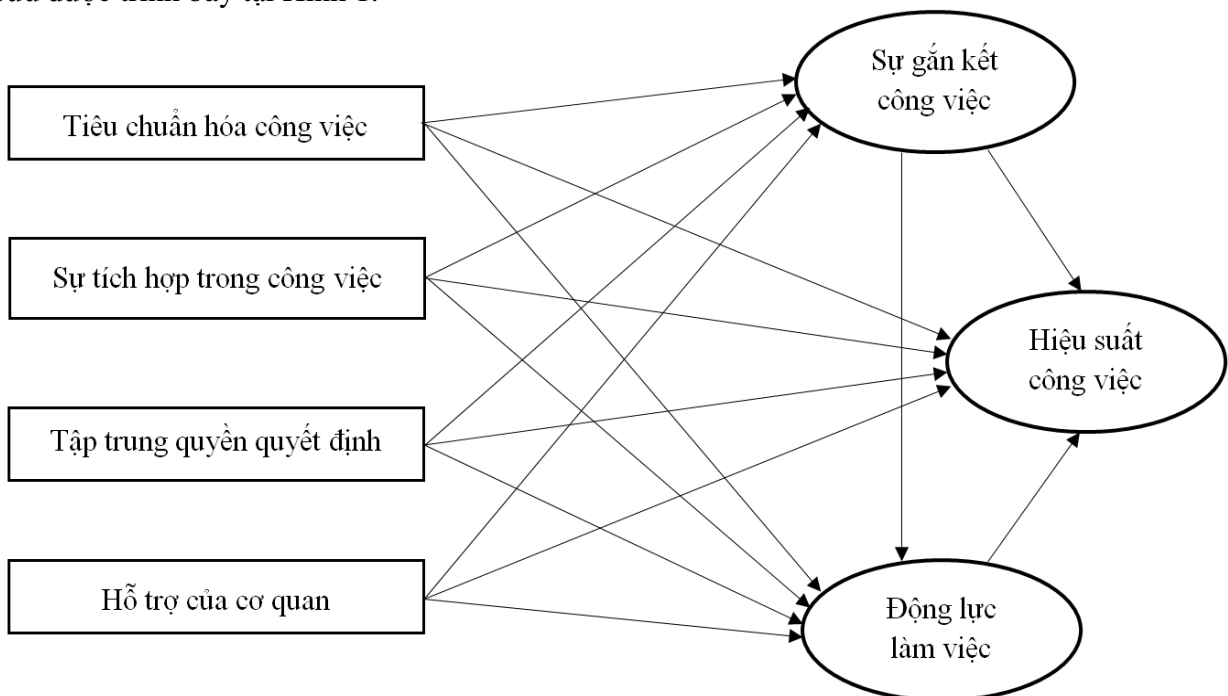 được trình bày tại Hình 1.
Sự gắn kết
công việc
Tiêu chuẩn hóa công việc
Sự tích hợp trong công việc
Hiệu suất
công việc
Tập trung quyền quyết định
Hỗ trợ của cơ quan
Động lực
làm việc